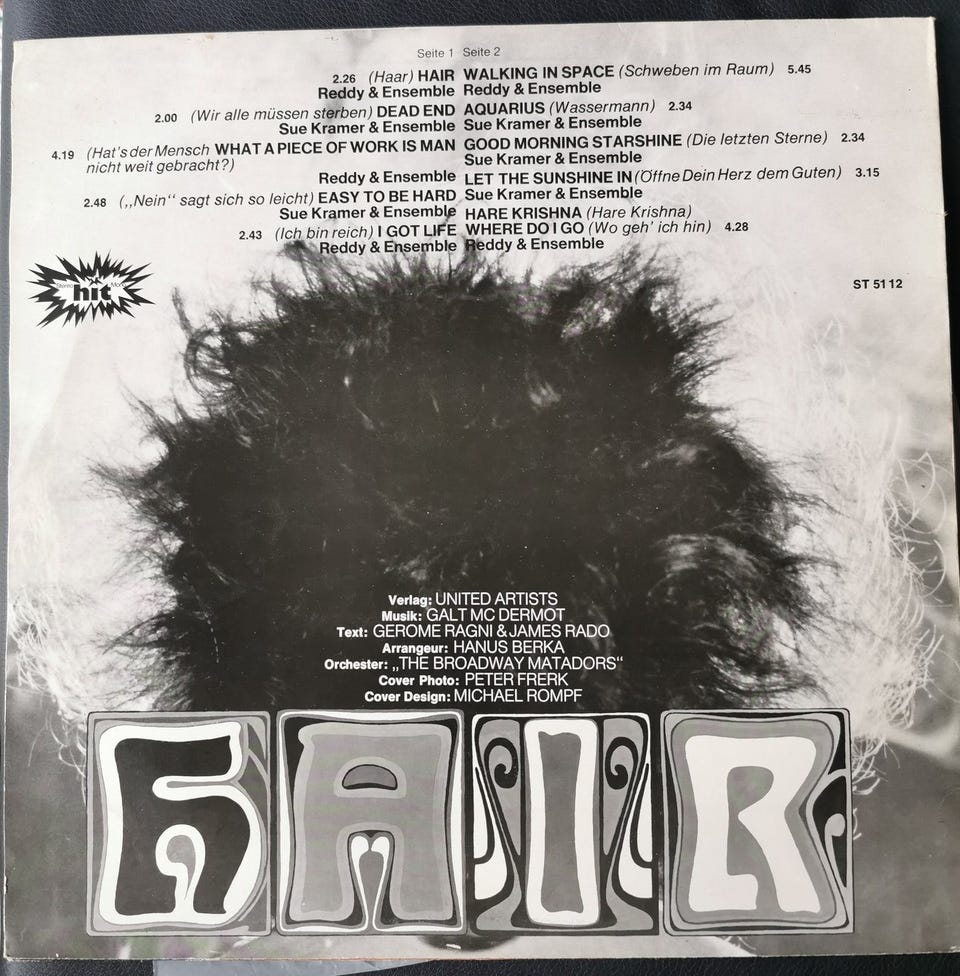 Seite 1
2.26 (Haar) HAIR
Reddy & Ensemble
2.00 (Wir alle müssen sterben) DEAD END
Sue Kramer & Ensemble
4.19 (Hat's der Mensch WHAT A PIECE OF WORK IS MAN
nicht weit gebracht?)
Reddy & Ensemble
2.48 („Nein“ sagt sich so leicht) EASY TO BE HARD
Sue Kramer & Ensemble
2.43 (Ich bin reich) I GOT LIFE
Reddy & Ensemble
Seite 2
WALKING IN SPACE (Schweben im Raum) 5.45
Reddy & Ensemble
AQUARIUS (Wassermann) 2.34
Sue Kramer & Ensemble
GOOD MORNING STARSHINE (Die letzten Sterne) 2.34
Sue Kramer & Ensemble
LET THE SUNSHINE IN (Öffne Dein Herz dem Guten) 3.15
Sue Kramer & Ensemble
HARE KRISHNA (Hare Krishna)
WHERE DO I GO (Wo geh' ich hin) 4.28
Reddy & Ensemble
Stereo hit Mono
ST 51 12
Verlag: UNITED ARTISTS
Musik: GALT MC DERMOT
Text: GEROME RAGNI & JAMES RADO
Arrangeur: HANUS BERKA
Orchester: „THE BROADWAY MATADORS“
Cover Photo: PETER FRERK
Cover Design: MICHAEL ROMPF
HAIR